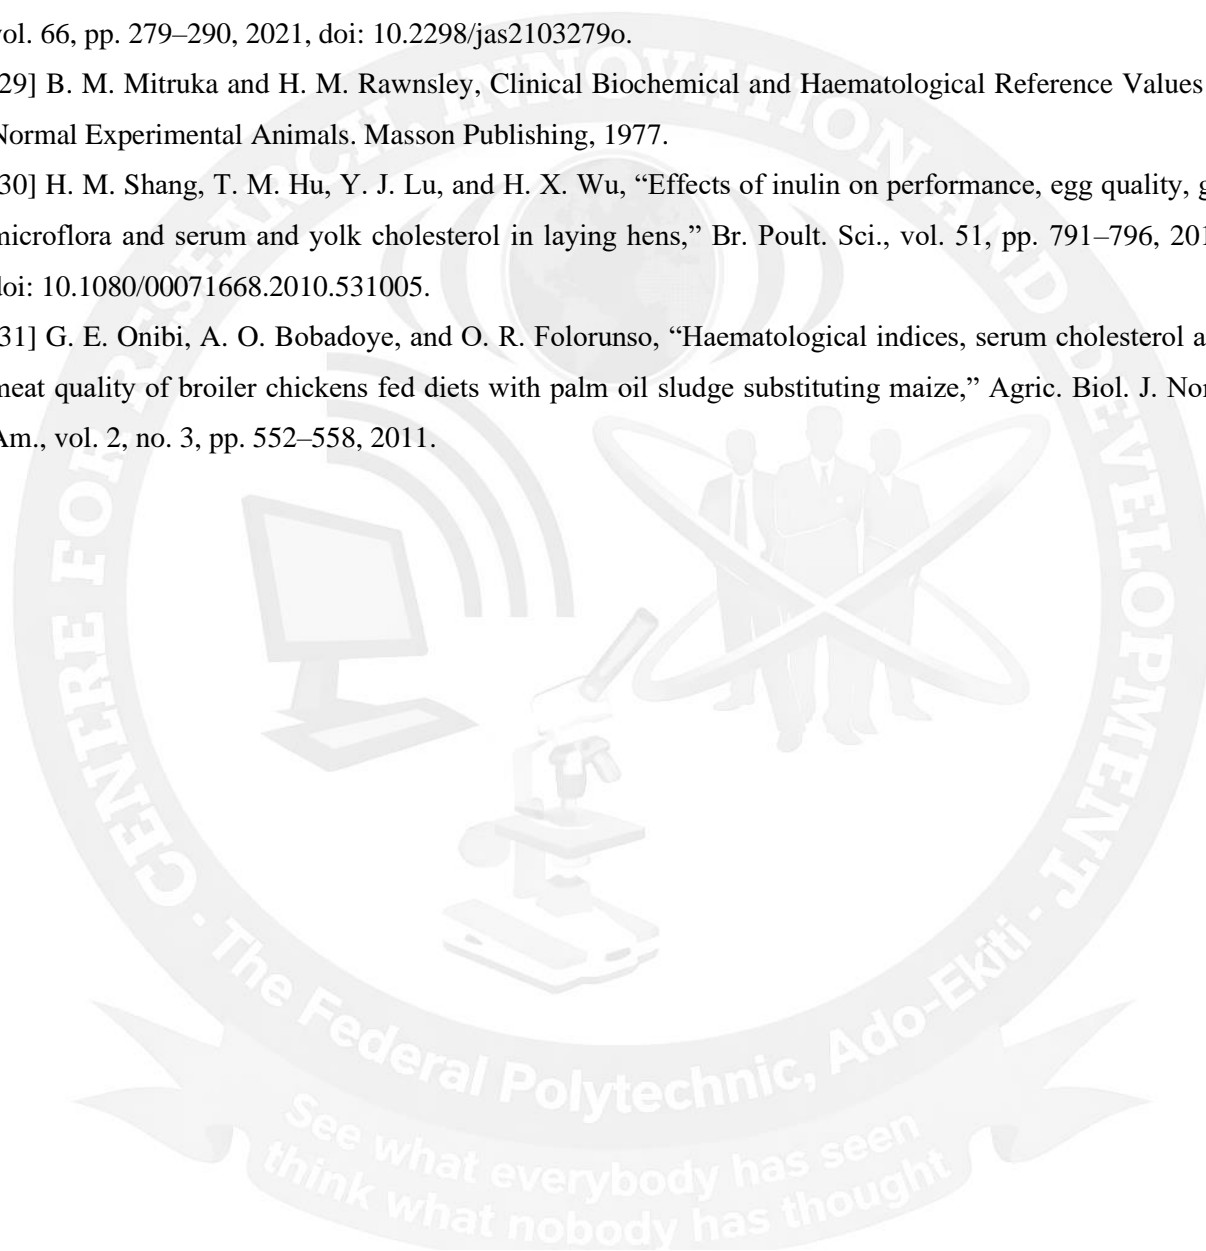 vol. 66, pp. 279–290, 2021, doi: 10.2298/jas2103279o.
29] B. M. Mitruka and H. M. Rawnsley, Clinical Biochemical and Haematological Reference Values
Normal Experimental Animals. Masson Publishing, 1977.
30] H. M. Shang, T. M. Hu, Y. J. Lu, and H. X. Wu, “Effects of inulin on performance, egg quality, g
microflora and serum and yolk cholesterol in laying hens,” Br. Poult. Sci., vol. 51, pp. 791–796, 201
doi: 10.1080/00071668.2010.531005.
31] G. E. Onibi, A. O. Bobadoye, and O. R. Folorunso, “Haematological indices, serum cholesterol a
meat quality of broiler chickens fed diets with palm oil sludge substituting maize,” Agric. Biol. J. Nor
Am., vol. 2, no. 3, pp. 552–558, 2011.
CENTRE FOR RESEARCH, INNOVATION AND DEVELOPMENT
· The Federal Polytechnic, Ado-Ekiti ·
See what everybody has seen
think what nobody has thought